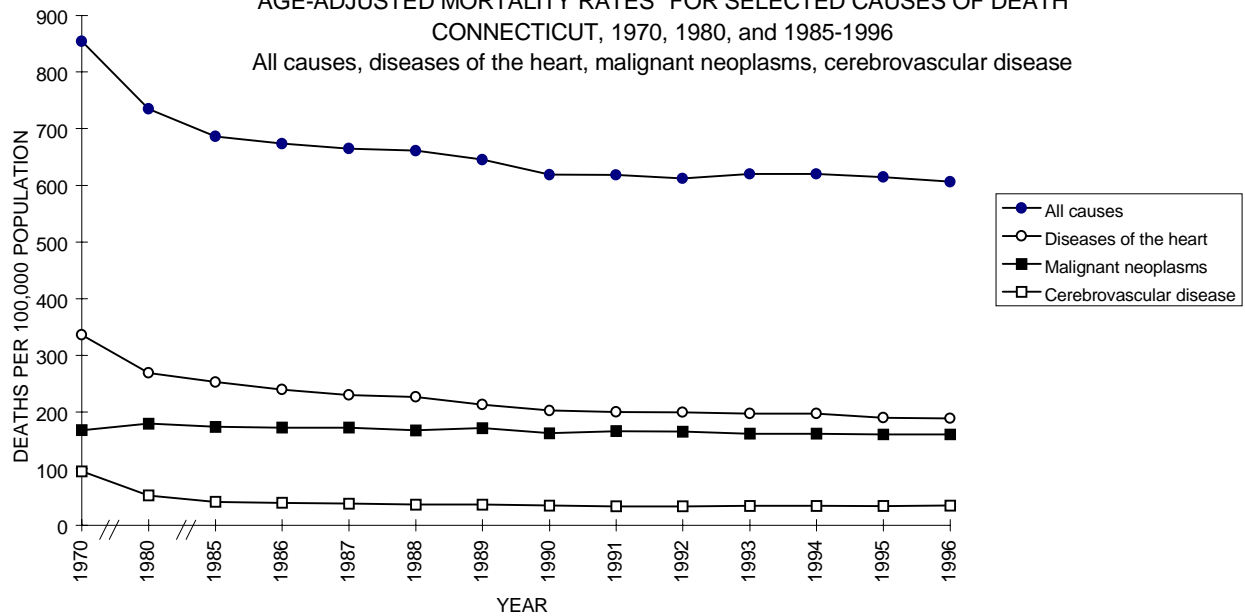 AGE-ADJUSTED MORTALITY RATES FOR SELECTED CAUSES OF DEATH
CONNECTICUT, 1970, 1980, and 1985-1996
All causes, diseases of the heart, malignant neoplasms, cerebrovascular disease
DEATHS PER 100,000 POPULATION
900
800
700
600
500
400
300
200
100
0
All causes
Diseases of the heart
Malignant neoplasms
Cerebrovascular disease
1970
1980
1985
1986
1987
1988
1989
1990
1991
1992
1993
1994
1995
1996
YEAR